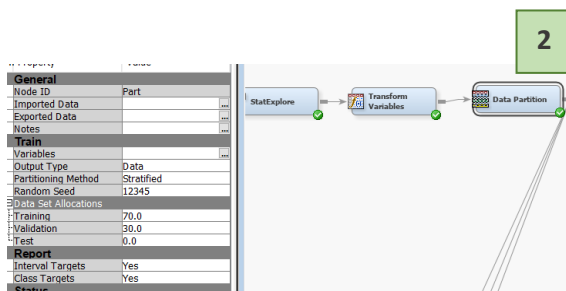 2
General
Node ID Part
Imported Data ...
Exported Data ...
Notes ...
Train
Variables ...
Output Type Data
Partitioning Method Stratified
Random Seed 12345
Data Set Allocations
Training 70.0
Validation 30.0
Test 0.0
Report
Interval Targets Yes
Class Targets Yes
Status
StatExplore
Transform
Variables
Data Partition